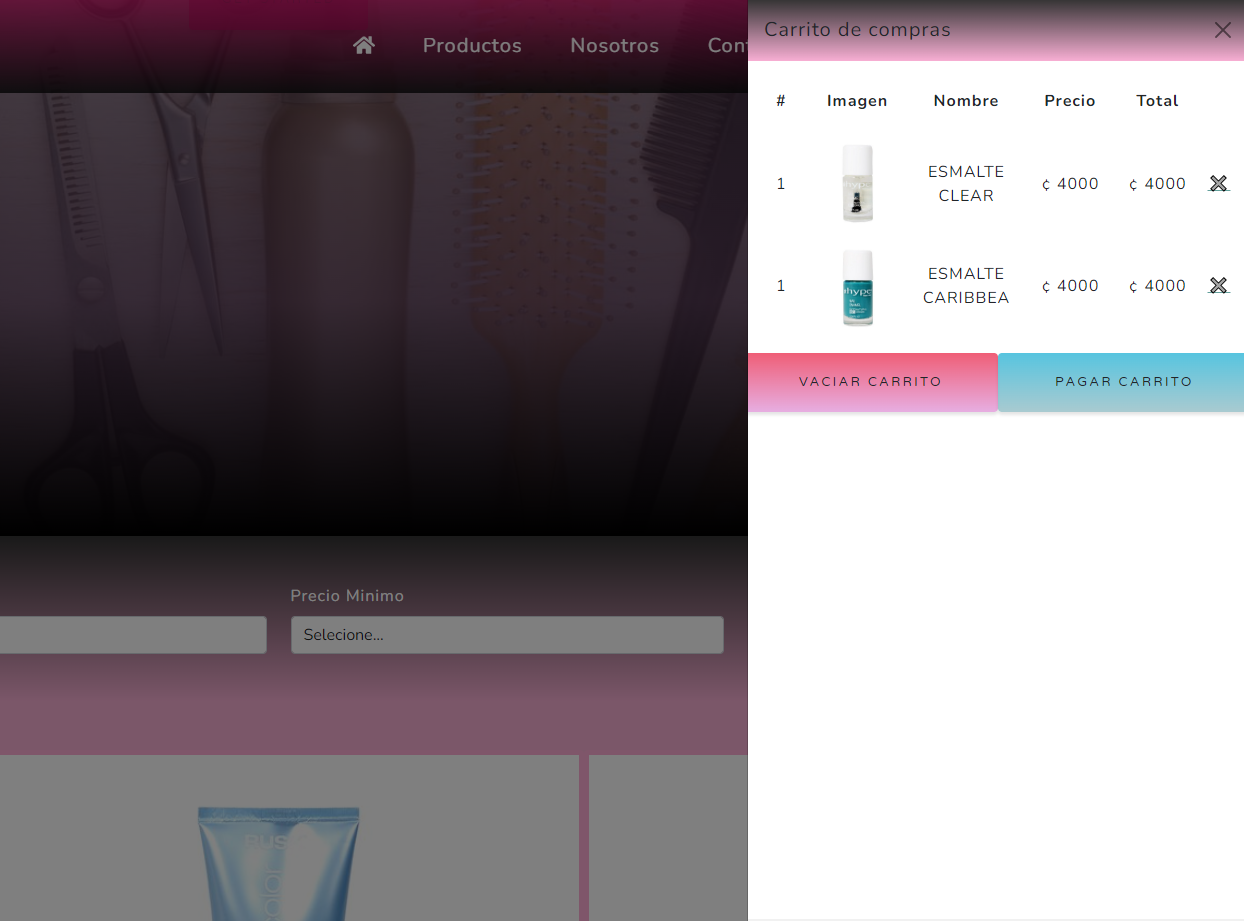 Productos Nosotros
Carrito de compras
# Imagen Nombre Precio Total
1 ESMALTE CLEAR ¢ 4000 ¢ 4000
hype
1 ESMALTE CARIBBEA ¢ 4000 ¢ 4000
VACIAR CARRITO PAGAR CARRITO
Precio Minimo
Selecione...